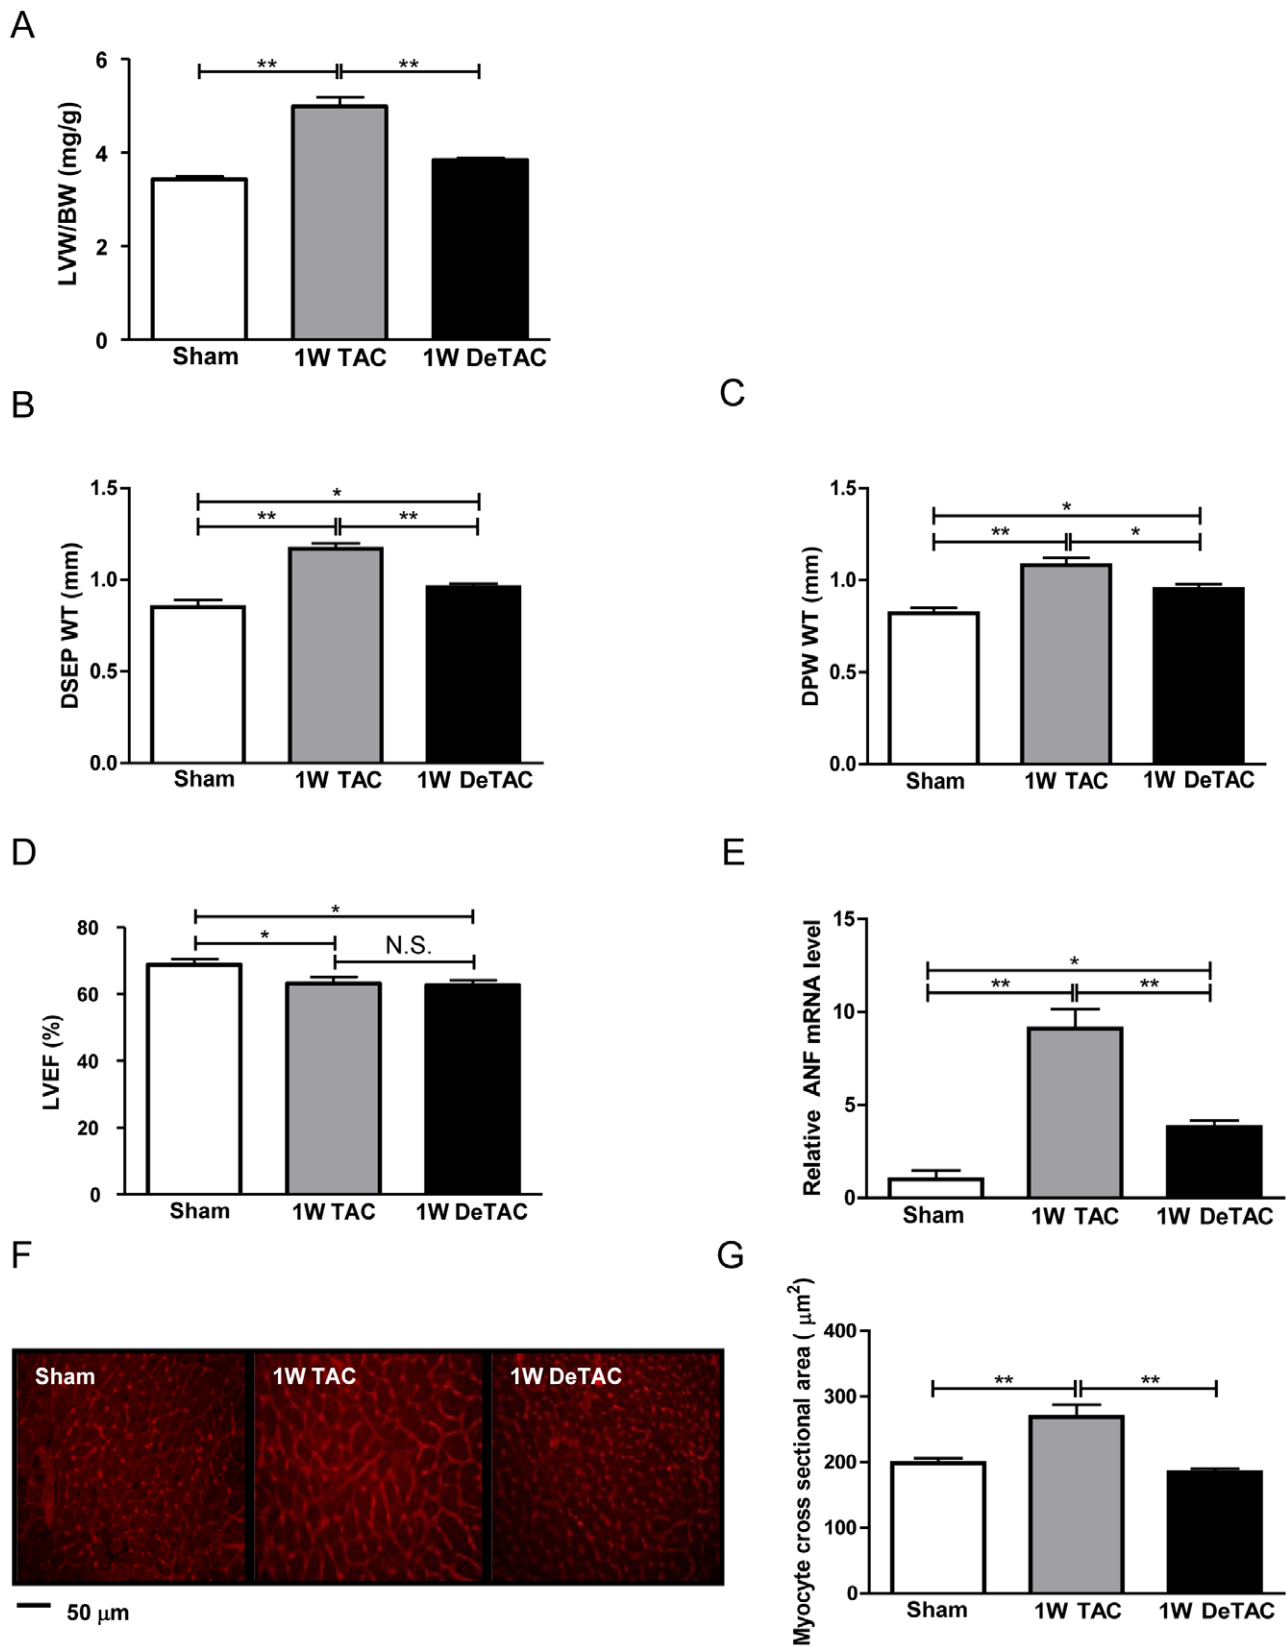 A
LVW/BW (mg/g)
6
4
2
0
** **
Sham 1W TAC 1W DeTAC
B
DSEP WT (mm)
1.5
1.0
0.5
0.0
*
** **
Sham 1W TAC 1W DeTAC
C
DPW WT (mm)
1.5
1.0
0.5
0.0
*
** *
Sham 1W TAC 1W DeTAC
D
LVEF (%)
80
60
40
20
0
*
* N.S.
Sham 1W TAC 1W DeTAC
E
Relative ANF mRNA level
15
10
5
0
*
** **
Sham 1W TAC 1W DeTAC
F
Sham 1W TAC 1W DeTAC
50 μm
G
Myocyte cross sectional area ( μm²)
400
300
200
100
0
** **
Sham 1W TAC 1W DeTAC